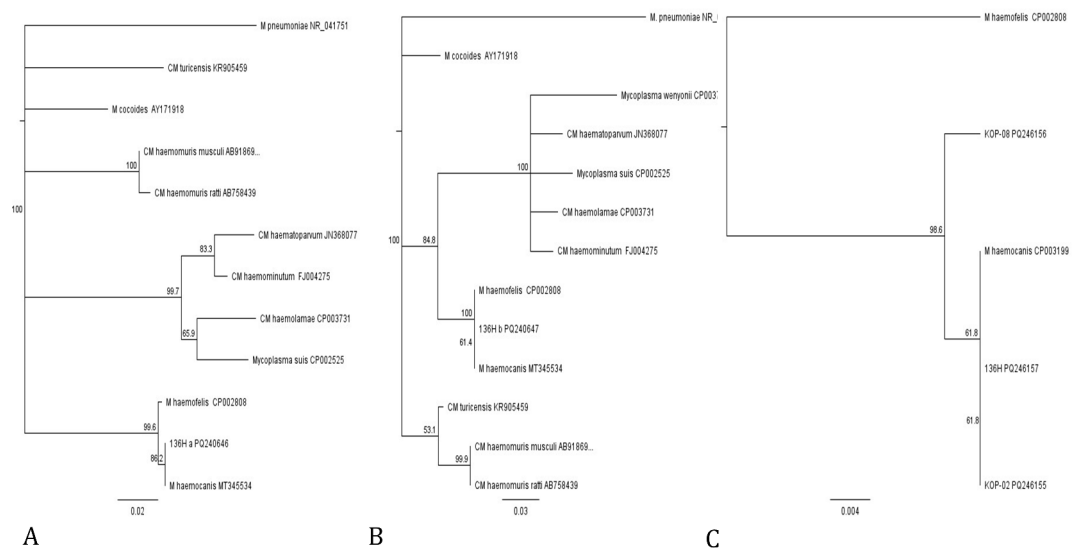 M pneumoniae NR_041751
CM turicensis KR905459
M cocoides AY171918
CM haemomuris musculi AB91869...
100
CM haemomuris ratti AB758439
100
CM haematoparvum JN368077
83.3
CM haemominutum FJ004275
99.7
CM haemolamae CP003731
65.9
Mycoplasma suis CP002525
M haemofelis CP002808
99.6
136H a PQ240646
86.2
M haemocanis MT345534
0.02
A
M. pneumoniae NR_
M cocoides AY171918
Mycoplasma wenyonii CP003
CM haematoparvum JN368077
100
Mycoplasma suis CP002525
CM haemolamae CP003731
100
84.8
CM haemominutum FJ004275
M haemofelis CP002808
100
136H b PQ240647
61.4
M haemocanis MT345534
CM turicensis KR905459
53.1
CM haemomuris musculi AB91869...
99.9
CM haemomuris ratti AB758439
0.03
B
M haemofelis CP002808
KOP-08 PQ246156
98.6
M haemocanis CP003199
61.8
136H PQ246157
61.8
KOP-02 PQ246155
0.004
C